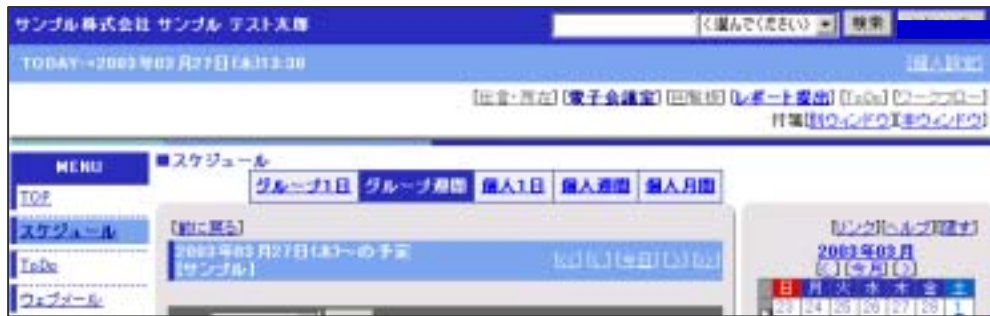 サンプル株式会社 サンプル テスト太郎
<選んでください> 検索
TODAY→2003年03月27日(木)13:30
[個人設定]
[伝言・所在] [電子会議室] [回覧板] [レポート提出] [ToDo] [ワークフロー]
付箋[別ウィンドウ][本ウィンドウ]
MENU
TOP
スケジュール
ToDo
ウェブメール
■スケジュール
グループ1日 グループ週間 個人1日 個人週間 個人月間
[前に戻る]
2003年03月27日(木)~の予定
[サンプル]
[<<] [<] [今日] [>] [>>]
[リンク][ヘルプ][隠す]
2003年03月
[<] [今月] [>]
日 月 火 水 木 金 土
23 24 25 26 27 28 1